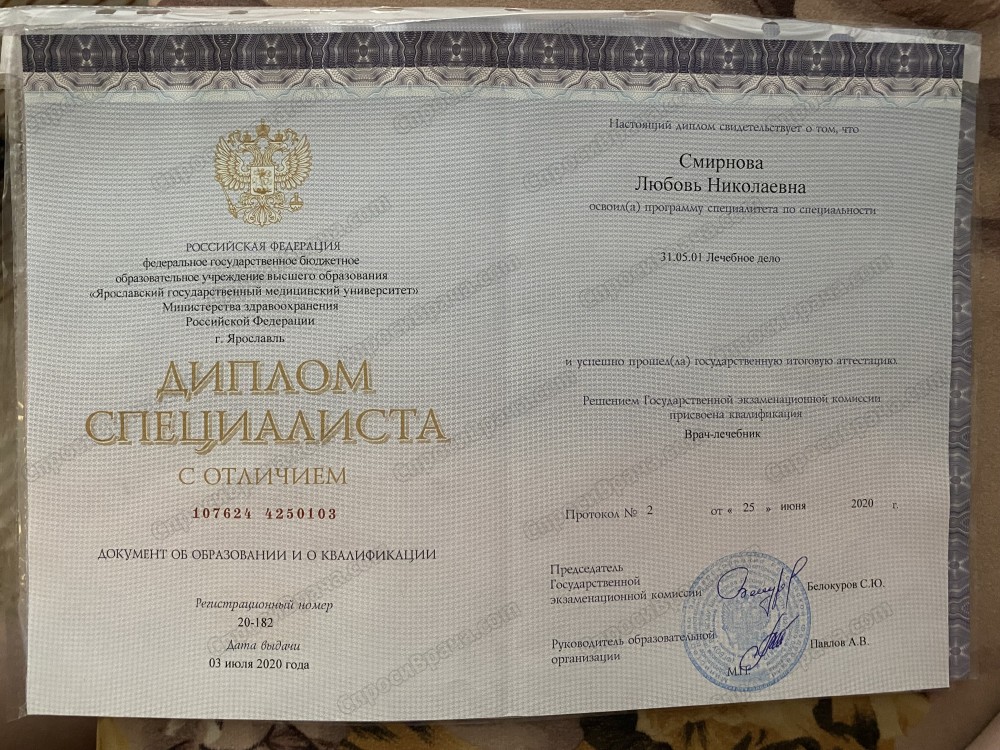 РОССИЙСКАЯ ФЕДЕРАЦИЯ
федеральное государственное бюджетное
образовательное учреждение высшего образования
«Ярославский государственный медицинский университет»
Министерства здравоохранения
Российской Федерации
г. Ярославль
ДИПЛОМ
СПЕЦИАЛИСТА
С ОТЛИЧИЕМ
107624 4250103
ДОКУМЕНТ ОБ ОБРАЗОВАНИИ И О КВАЛИФИКАЦИИ
Регистрационный номер
20-182
Дата выдачи
03 июля 2020 года
Настоящий диплом свидетельствует о том, что
Смирнова
Любовь Николаевна
освоил(а) программу специалитета по специальности
31.05.01 Лечебное дело
и успешно прошел(ла) государственную итоговую аттестацию
Решением Государственной экзаменационной комиссии
присвоена квалификация
Врач-лечебник
Протокол № 2 от « 25 » июня 2020 г.
Председатель
Государственной
экзаменационной комиссии Белокуров С.Ю.
Руководитель образовательной
организации Павлов А.В.
М.П.
СпросиВрача.com